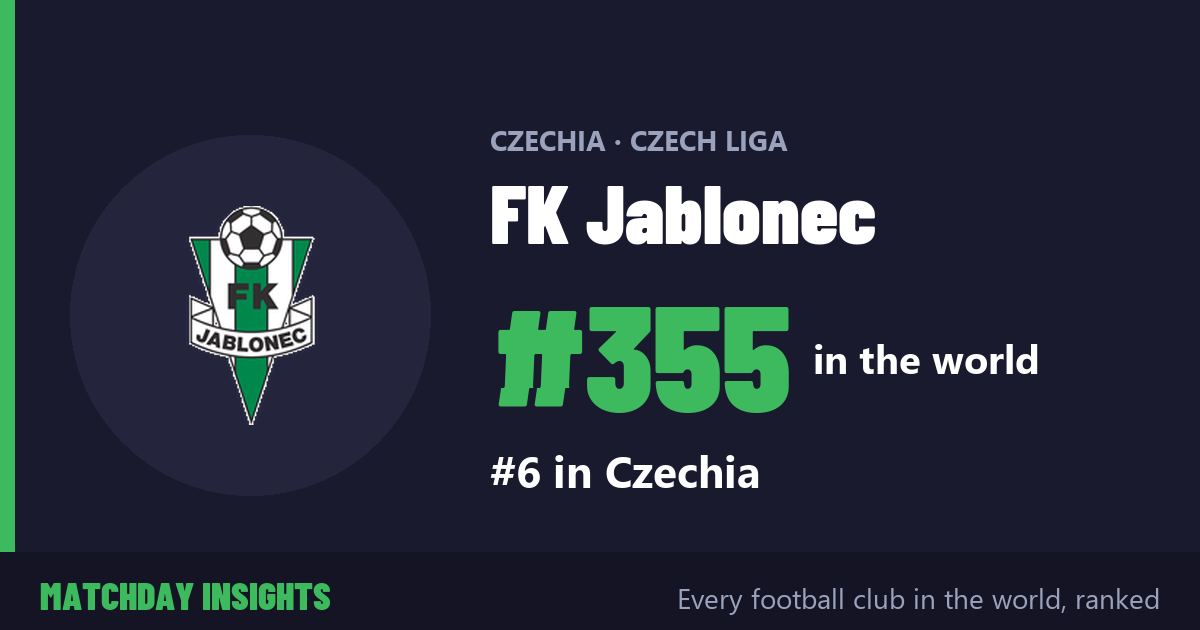 CZECHIA · CZECH LIGA
FK Jablonec
FK
JABLONEC
#355 in the world
#6 in Czechia
MATCHDAY INSIGHTS
Every football club in the world, ranked